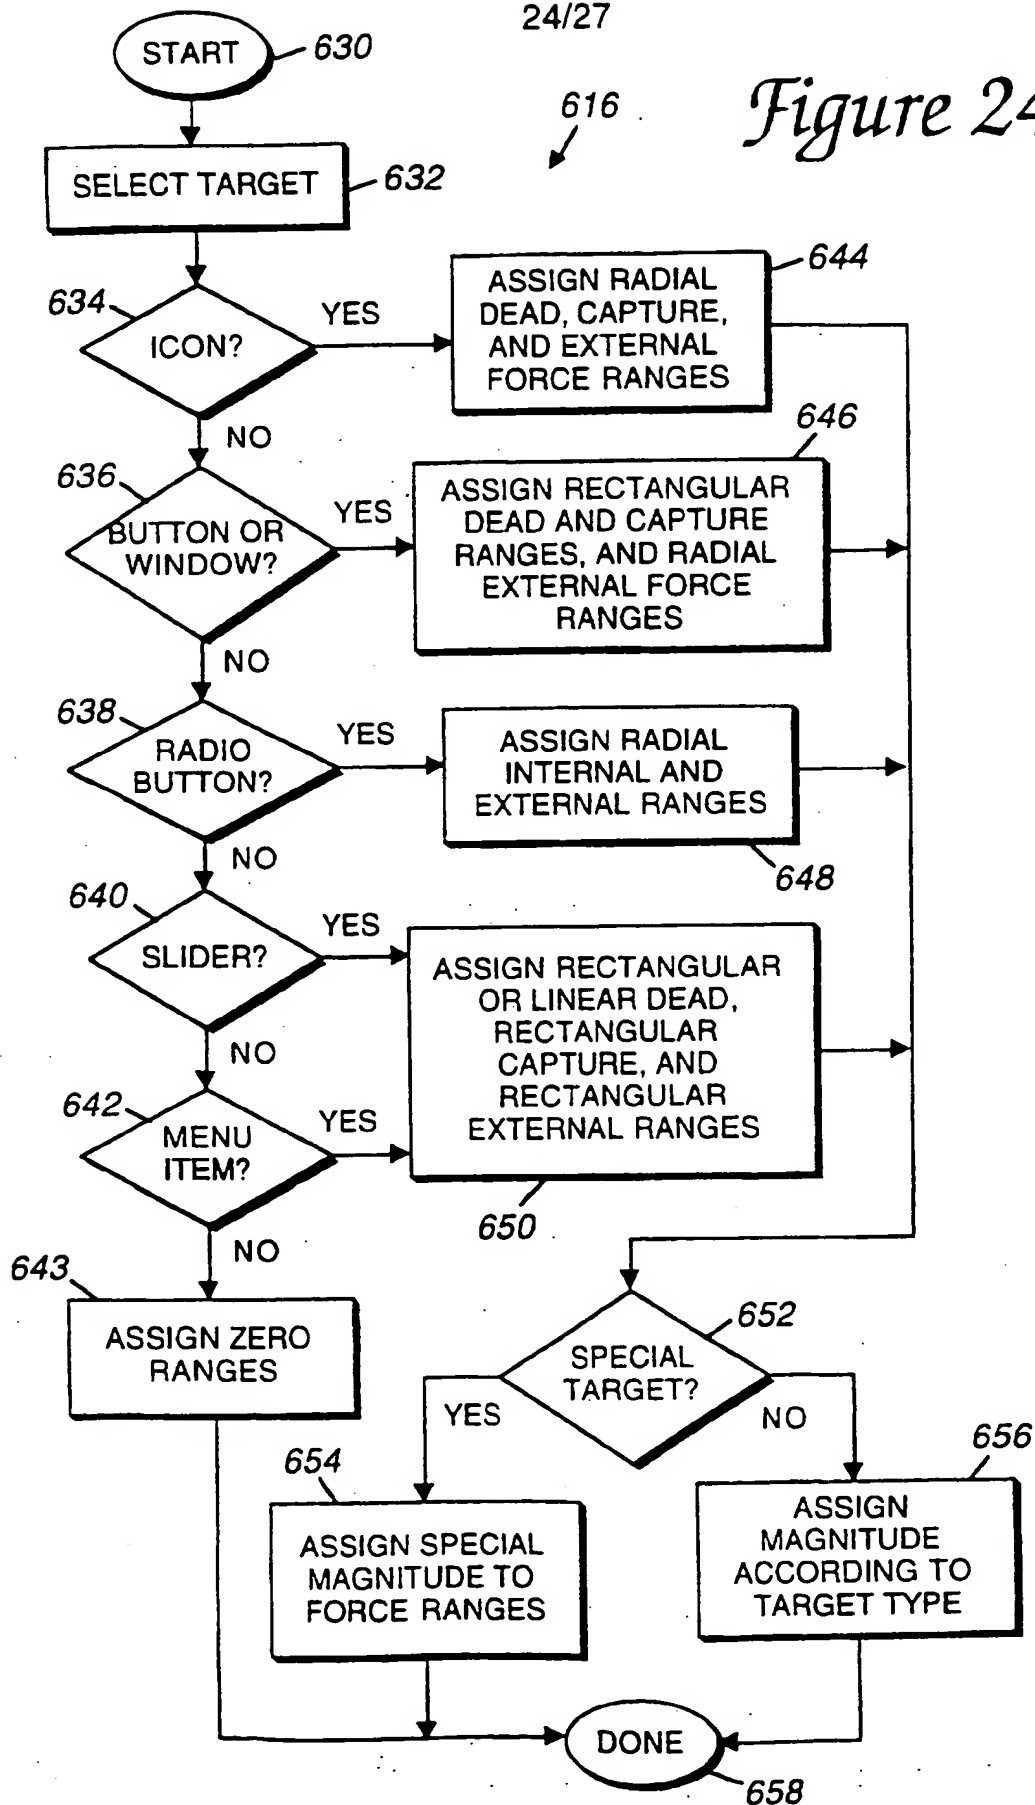 24/27
START
630
616
Figure 24
SELECT TARGET
632
634
ICON?
YES
NO
ASSIGN RADIAL
DEAD, CAPTURE,
AND EXTERNAL
FORCE RANGES
644
636
BUTTON OR
WINDOW?
YES
NO
ASSIGN RECTANGULAR
DEAD AND CAPTURE
RANGES, AND RADIAL
EXTERNAL FORCE
RANGES
646
638
RADIO
BUTTON?
YES
NO
ASSIGN RADIAL
INTERNAL AND
EXTERNAL RANGES
648
640
SLIDER?
YES
NO
ASSIGN RECTANGULAR
OR LINEAR DEAD,
RECTANGULAR
CAPTURE, AND
RECTANGULAR
EXTERNAL RANGES
650
642
MENU
ITEM?
YES
NO
643
ASSIGN ZERO
RANGES
652
SPECIAL
TARGET?
YES
NO
654
ASSIGN SPECIAL
MAGNITUDE TO
FORCE RANGES
656
ASSIGN
MAGNITUDE
ACCORDING TO
TARGET TYPE
DONE
658